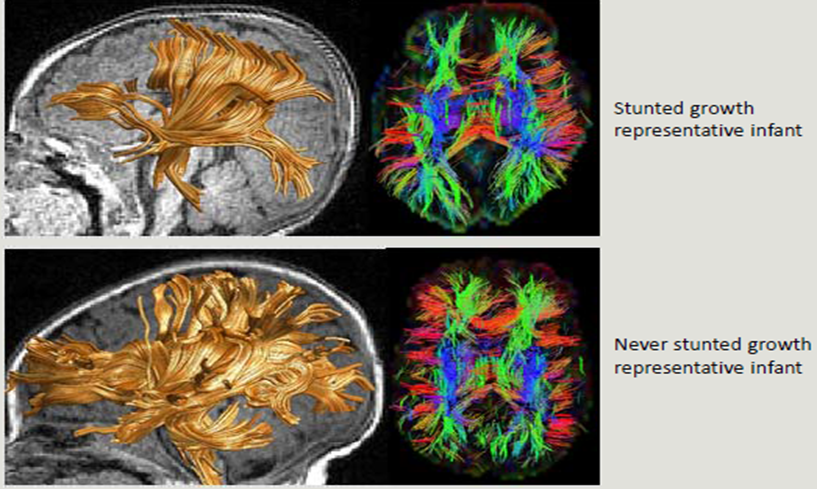 Stunted growth
representative infant
Never stunted growth
representative infant